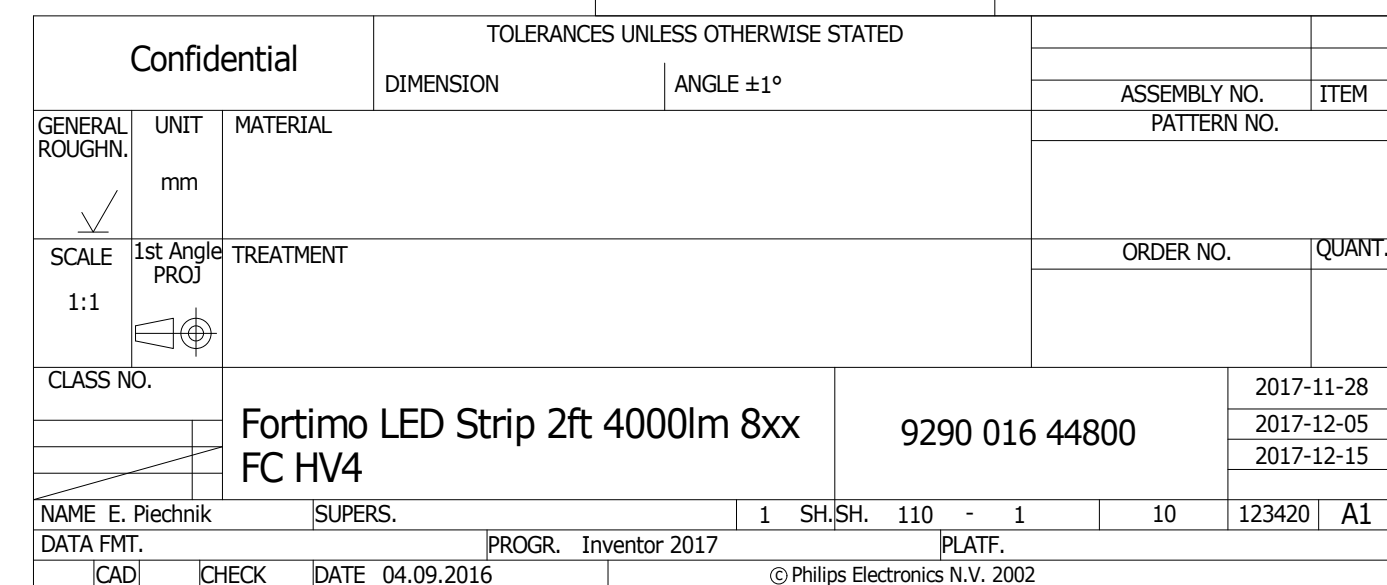 Confidential
TOLERANCES UNLESS OTHERWISE STATED
DIMENSION
ANGLE ±1°
ASSEMBLY NO.
ITEM
GENERAL
ROUGHN.
UNIT
mm
MATERIAL
PATTERN NO.
SCALE
1:1
1st Angle
PROJ
TREATMENT
ORDER NO.
QUANT.
CLASS NO.
Fortimo LED Strip 2ft 4000lm 8xx
FC HV4
9290 016 44800
2017-11-28
2017-12-05
2017-12-15
NAME E. Piechnik
SUPERS.
1 SH.
SH. 110 - 1
10
123420
A1
DATA FMT.
PROGR. Inventor 2017
PLATF.
CAD
CHECK
DATE 04.09.2016
© Philips Electronics N.V. 2002